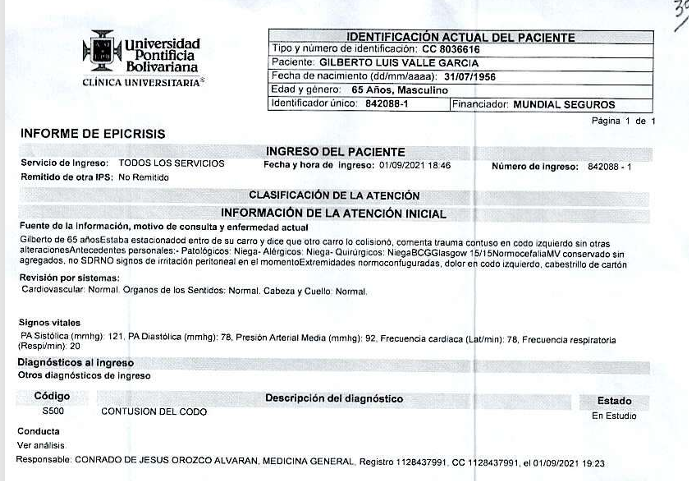 Universidad
Pontificia
Bolivariana
CLÍNICA UNIVERSITARIA
IDENTIFICACIÓN ACTUAL DEL PACIENTE
Tipo y número de identificación: CC 8036616
Paciente: GILBERTO LUIS VALLE GARCIA
Fecha de nacimiento (dd/mm/aaaa): 31/07/1956
Edad y género: 65 Años, Masculino
Identificador único: 842088-1 Financiador: MUNDIAL SEGUROS
Página 1 de 1
INFORME DE EPICRISIS
INGRESO DEL PACIENTE
Servicio de Ingreso: TODOS LOS SERVICIOS Fecha y hora de ingreso: 01/09/2021 18:46 Número de ingreso: 842088 - 1
Remitido de otra IPS: No Remitido
CLASIFICACIÓN DE LA ATENCIÓN
INFORMACIÓN DE LA ATENCIÓN INICIAL
Fuente de la Información, motivo de consulta y enfermedad actual
Gilberto de 65 añosEstaba estacionadod entro de su carro y dice que otro carro lo colisionó, comenta trauma contuso en codo izquierdo sin otras
alteracionesAntecedentes personales:- Patológicos: Niega- Alérgicos: Niega- Quirúrgicos: NiegaBCGGlasgow 15/15NormocefaliaMV conservado sin
agregados, no SDRNO signos de irritación peritoneal en el momentoExtremidades normoconfuguradas, dolor en codo izquierdo, cabestrillo de cartón
Revisión por sistemas:
Cardiovascular: Normal. Organos de los Sentidos: Normal. Cabeza y Cuello: Normal.
Signos vitales
PA Sistólica (mmhg): 121, PA Diastólica (mmhg): 78, Presión Arterial Media (mmhg): 92, Frecuencia cardiaca (Lat/min): 78, Frecuencia respiratoria
(Respi/min): 20
Diagnósticos al Ingreso
Otros diagnósticos de ingreso
Código Descripción del diagnóstico Estado
S500 CONTUSION DEL CODO En Estudio
Conducta
Ver análisis
Responsable: CONRADO DE JESUS OROZCO ALVARAN, MEDICINA GENERAL, Registro 1128437991, CC 1128437991, el 01/09/2021 19:23